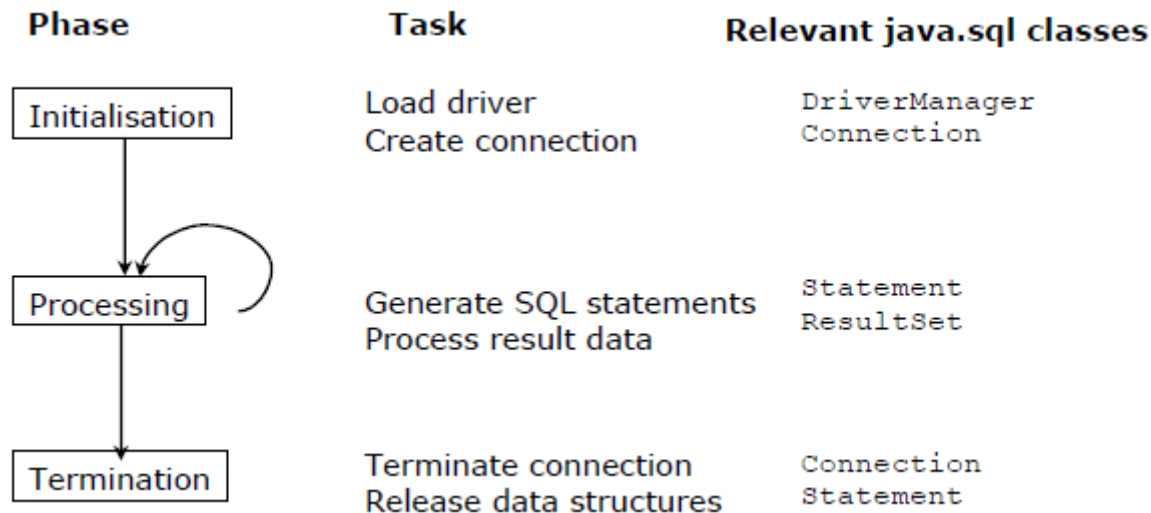 Phase Task Relevant java.sql classes
Initialisation Load driver DriverManager
Create connection Connection
Processing Generate SQL statements Statement
Process result data ResultSet
Termination Terminate connection Connection
Release data structures Statement